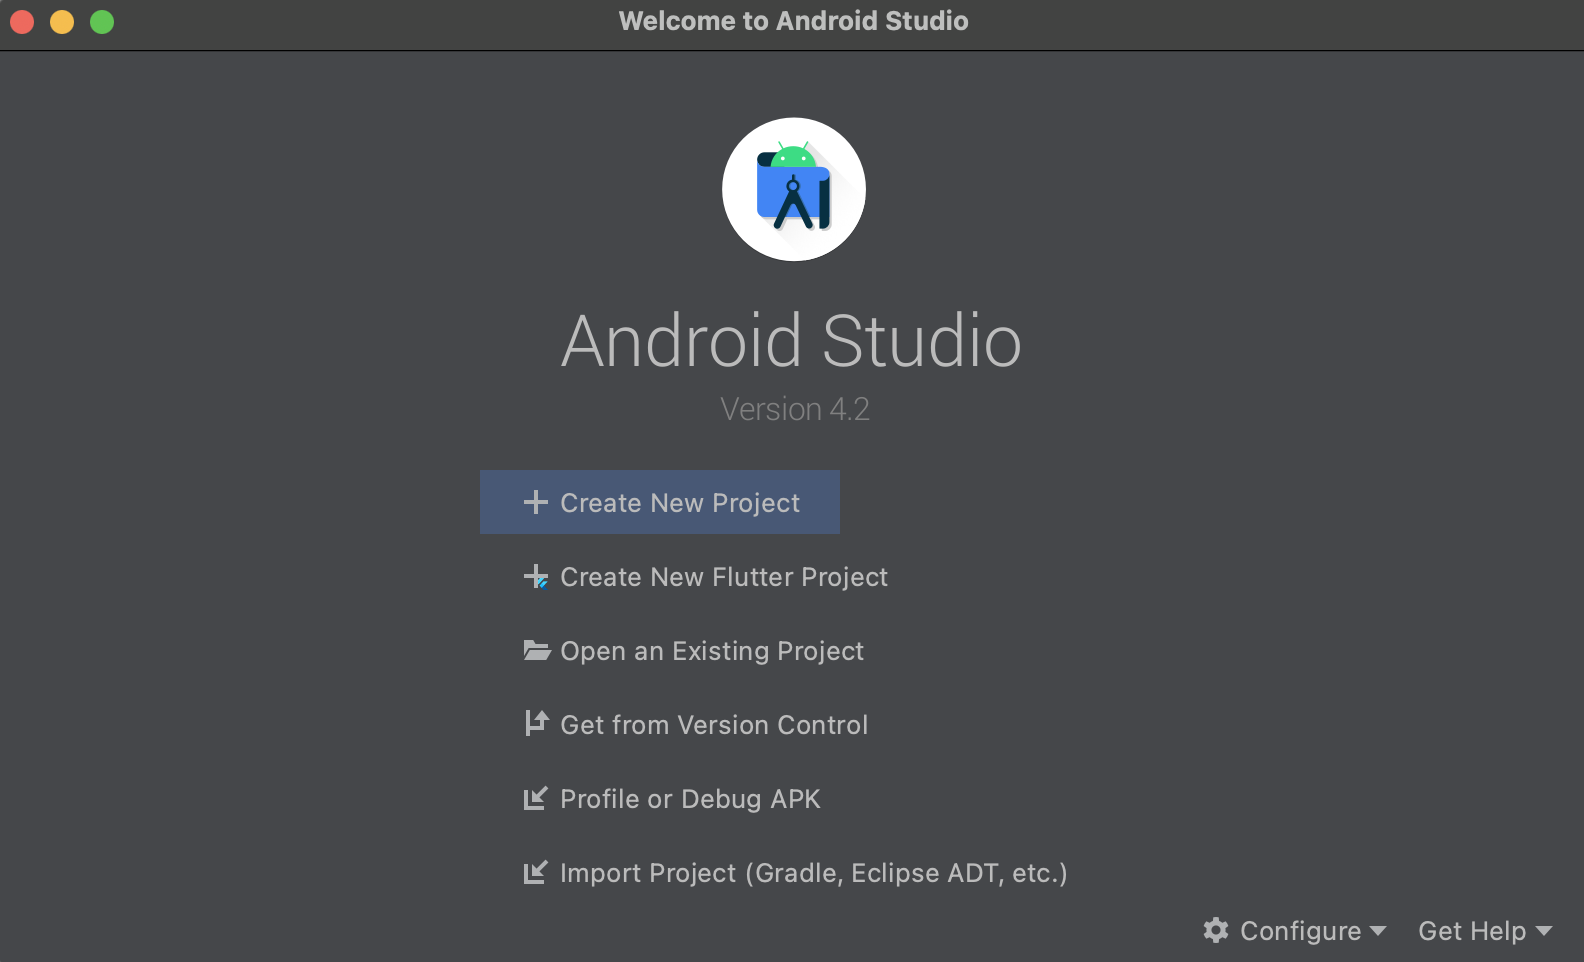 Welcome to Android Studio
Android Studio
Version 4.2
Create New Project
Create New Flutter Project
Open an Existing Project
Get from Version Control
Profile or Debug APK
Import Project (Gradle, Eclipse ADT, etc.)
Configure
Get Help